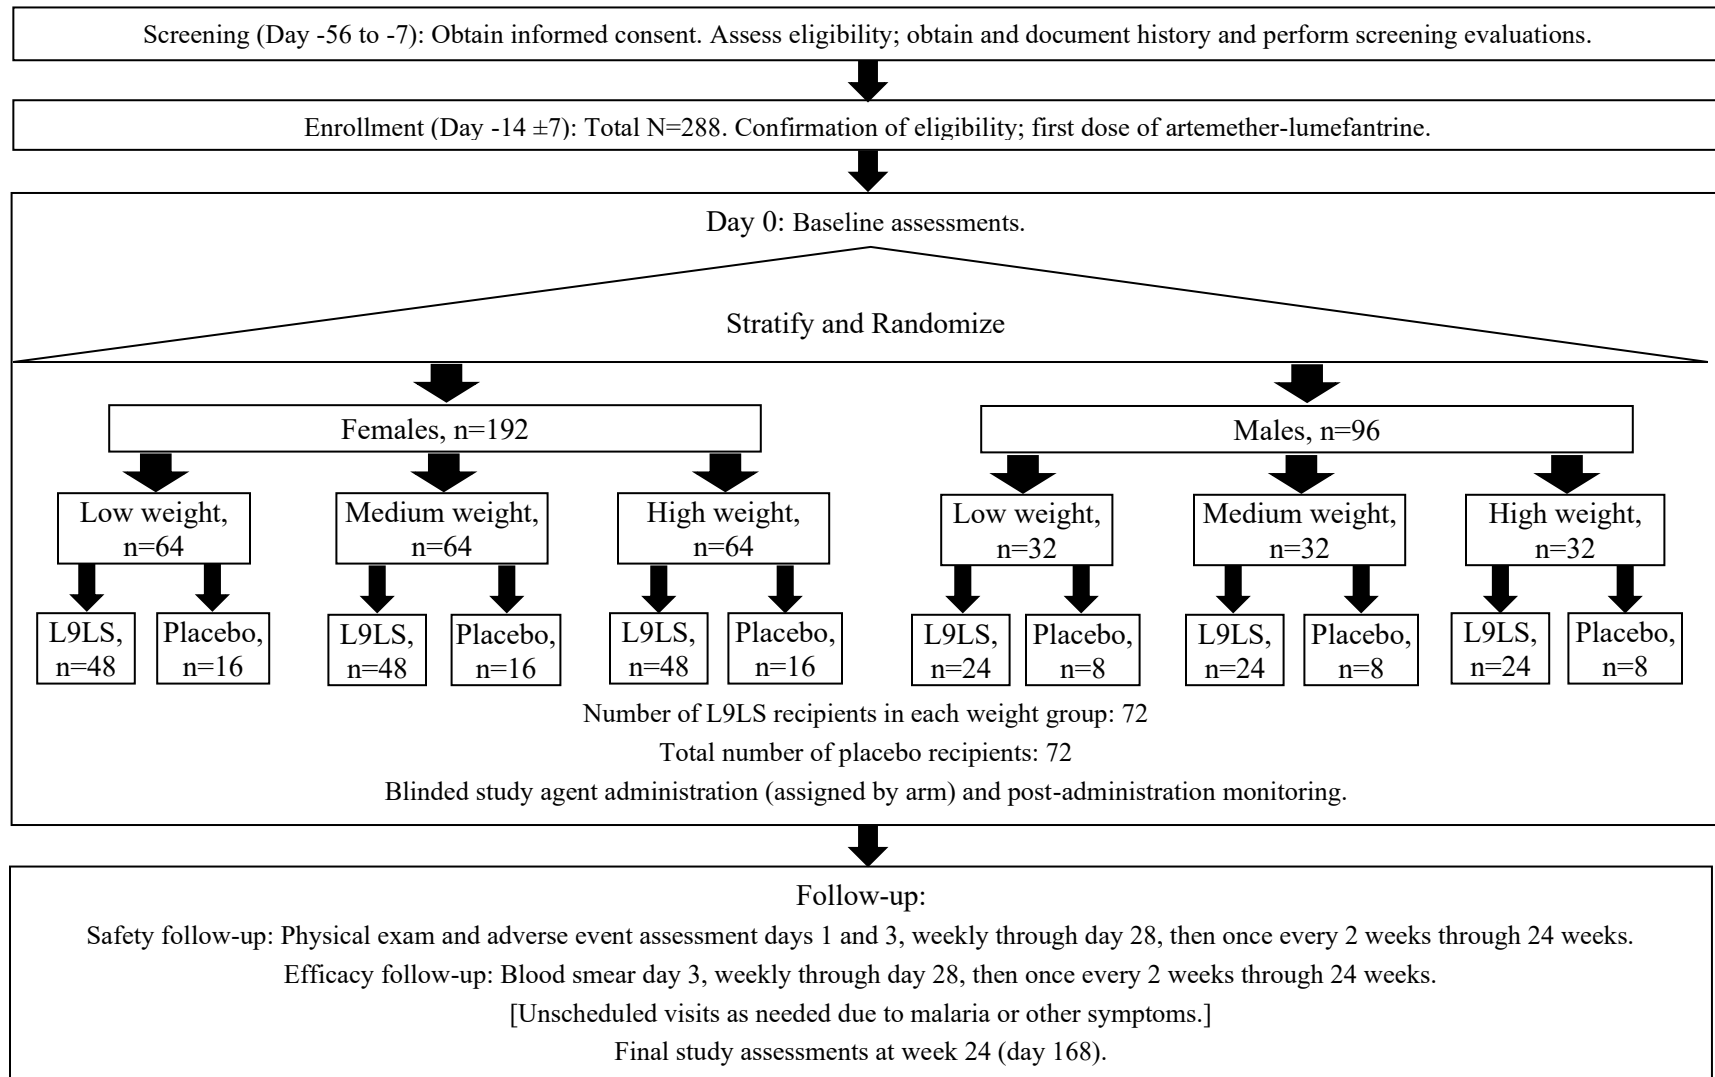 Screening (Day -56 to -7): Obtain informed consent. Assess eligibility; obtain and document history and perform screening evaluations.
Enrollment (Day -14 ±7): Total N=288. Confirmation of eligibility; first dose of artemether-lumefantrine.
Day 0: Baseline assessments.
Stratify and Randomize
Females, n=192
Males, n=96
Low weight,
n=64
Medium weight,
n=64
High weight,
n=64
Low weight,
n=32
Medium weight,
n=32
High weight,
n=32
L9LS,
n=48
Placebo,
n=16
L9LS,
n=48
Placebo,
n=16
L9LS,
n=48
Placebo,
n=16
L9LS,
n=24
Placebo,
n=8
L9LS,
n=24
Placebo,
n=8
L9LS,
n=24
Placebo,
n=8
Number of L9LS recipients in each weight group: 72
Total number of placebo recipients: 72
Blinded study agent administration (assigned by arm) and post-administration monitoring.
Follow-up:
Safety follow-up: Physical exam and adverse event assessment days 1 and 3, weekly through day 28, then once every 2 weeks through 24 weeks.
Efficacy follow-up: Blood smear day 3, weekly through day 28, then once every 2 weeks through 24 weeks.
[Unscheduled visits as needed due to malaria or other symptoms.]
Final study assessments at week 24 (day 168).